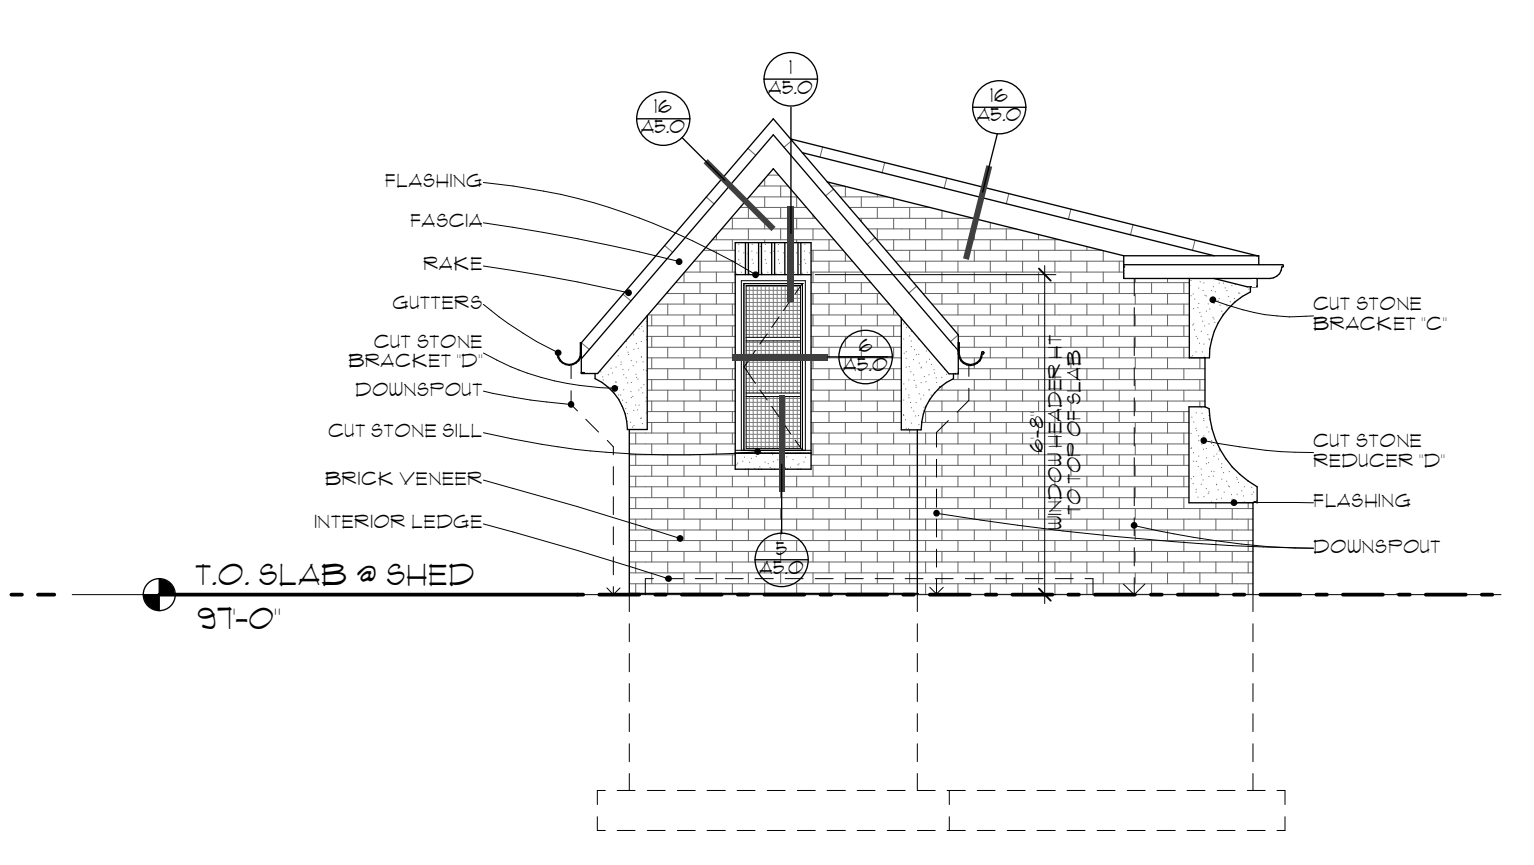 1
A5.0
16
A5.0
16
A5.0
FLASHING
FASCIA
RAKE
GUTTERS
CUT STONE
BRACKET "D"
DOWNSPOUT
CUT STONE SILL
BRICK VENEER
INTERIOR LEDGE
6
A5.0
5
A5.0
6'-8"
WINDOW HEADER HT
TO TOP OF SLAB
CUT STONE
BRACKET "C"
CUT STONE
REDUCER "D"
FLASHING
DOWNSPOUT
T.O. SLAB @ SHED
97'-0"